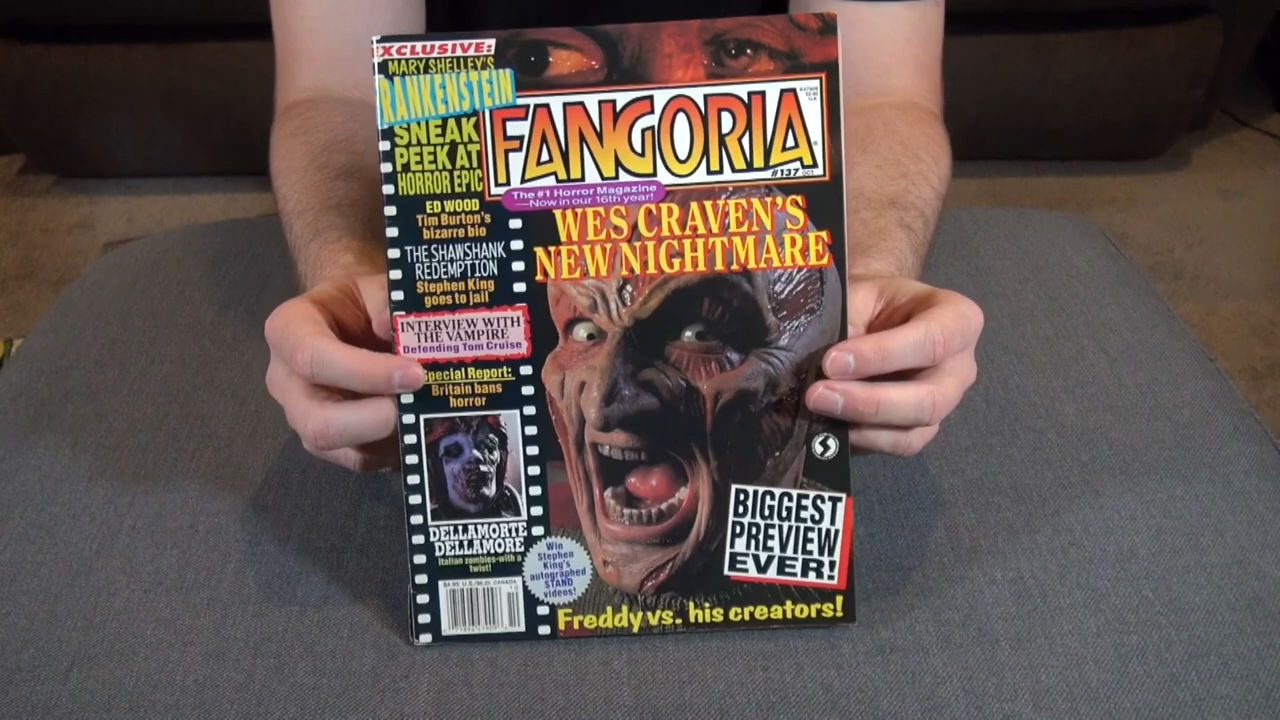 EXCLUSIVE:
MARY SHELLEY'S
FRANKENSTEIN
SNEAK
PEEK AT
HORROR EPIC
FANGORIA
#137 OCT
The #1 Horror Magazine
—Now in our 16th year!
ED WOOD
Tim Burton's
bizarre bio
THE SHAWSHANK
REDEMPTION
Stephen King
goes to jail
INTERVIEW WITH
THE VAMPIRE
Defending Tom Cruise
Special Report:
Britain bans
horror
DELLAMORTE
DELLAMORE
Italian zombies-with a
twist!
WES CRAVEN'S
NEW NIGHTMARE
BIGGEST
PREVIEW
EVER!
Win
Stephen
King's
autographed
STAND
videos!
Freddy vs. his creators!